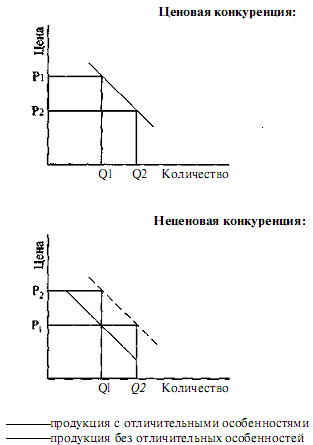 Ценовая конкуренция:
Цена
P1
P2
Q1 Q2 Количество
Неценовая конкуренция:
Цена
P2
P1
Q1 Q2 Количество
продукция с отличительными особенностями
продукция без отличительных особенностей